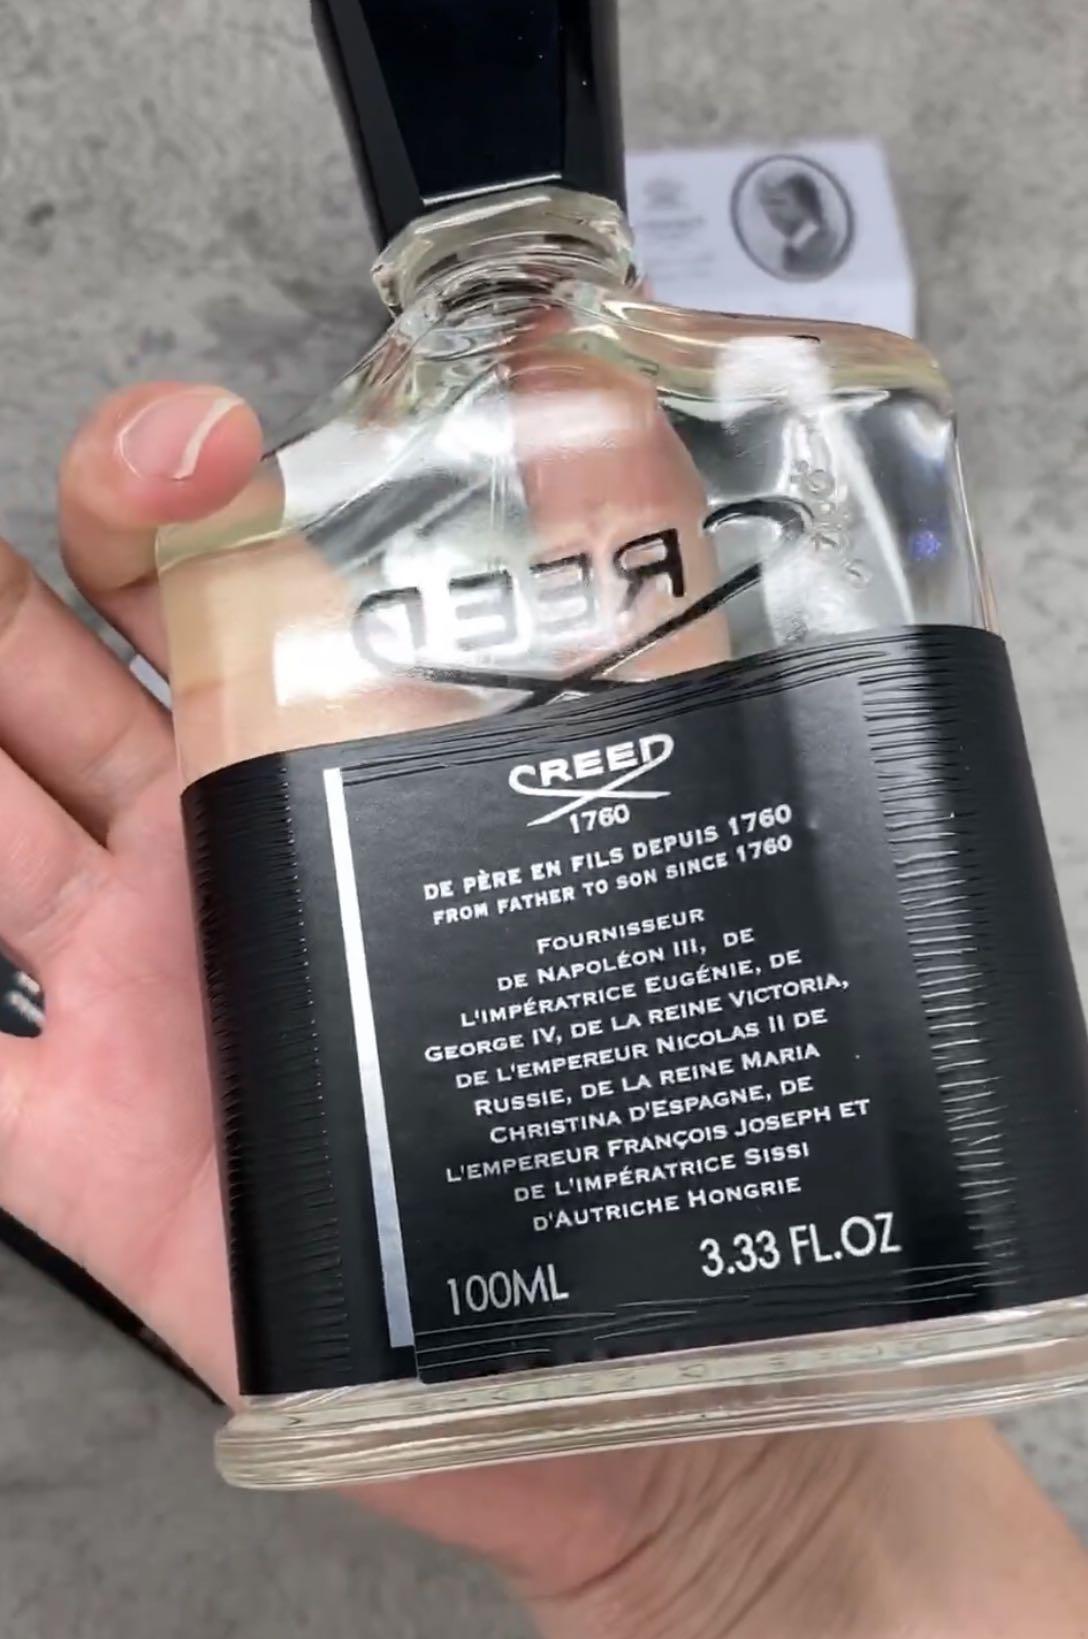 CREED
CREED
1760
DE PÈRE EN FILS DEPUIS 1760
FROM FATHER TO SON SINCE 1760
FOURNISSEUR
DE NAPOLÉON III, DE
L'IMPÉRATRICE EUGÉNIE, DE
GEORGE IV, DE LA REINE VICTORIA,
DE L'EMPEREUR NICOLAS II DE
RUSSIE, DE LA REINE MARIA
CHRISTINA D'ESPAGNE, DE
L'EMPEREUR FRANÇOIS JOSEPH ET
DE L'IMPÉRATRICE SISSI
D'AUTRICHE HONGRIE
100ML 3.33 FL.OZ